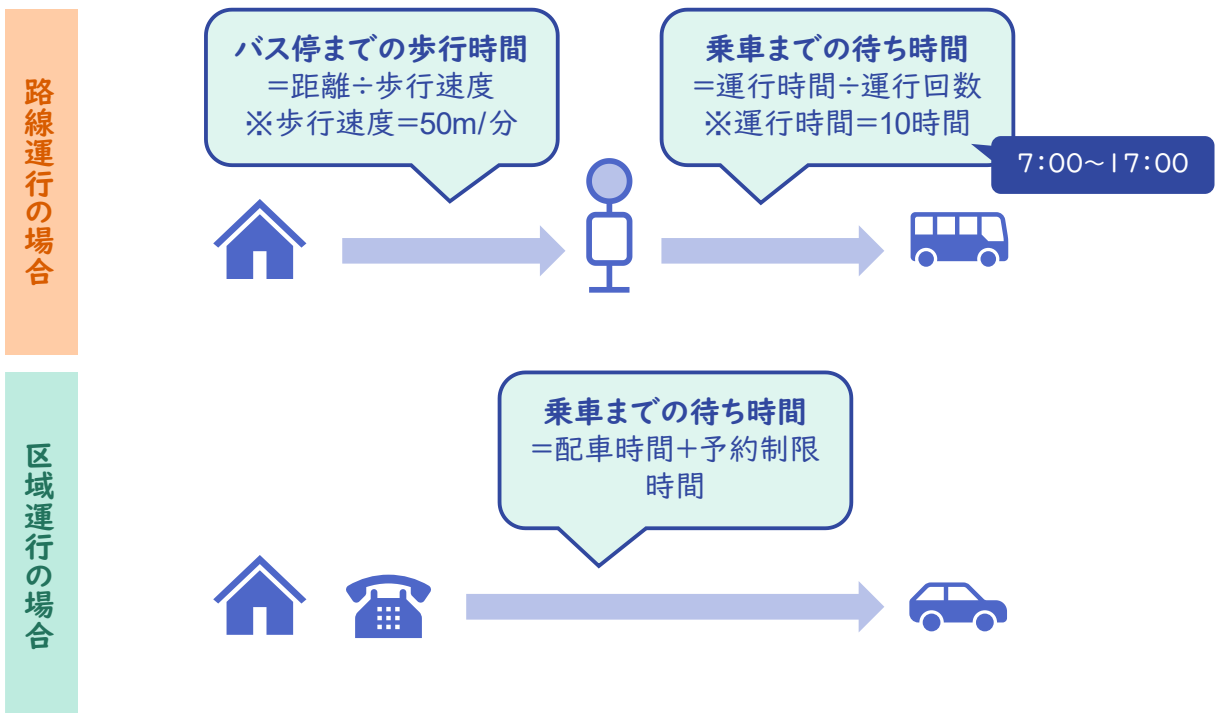 路線運行の場合
バス停までの歩行時間
=距離÷歩行速度
※歩行速度=50m/分
乗車までの待ち時間
=運行時間÷運行回数
※運行時間=10時間
7:00~17:00
区域運行の場合
乗車までの待ち時間
=配車時間+予約制限
時間